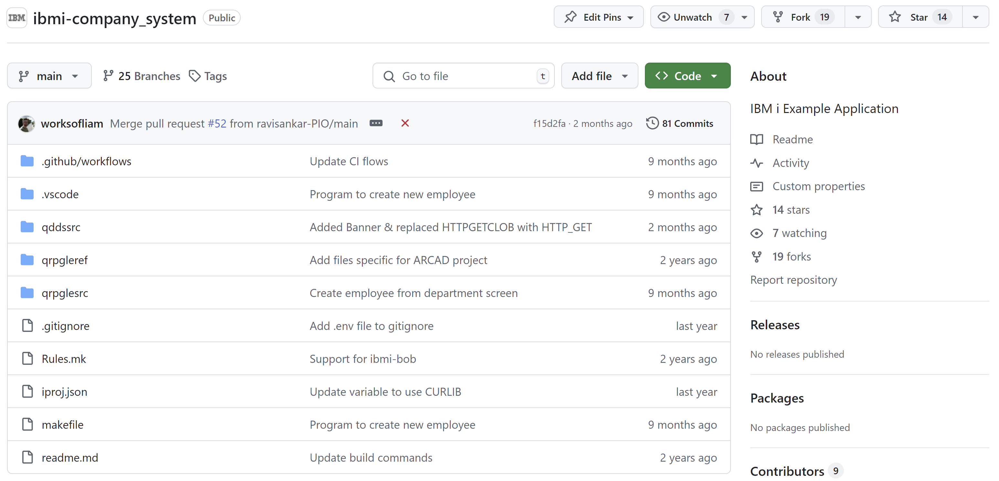 IBM ibmi-company_system Public Edit Pins Unwatch 7 Fork 19 Star 14
main 25 Branches Tags Go to file t Add file Code
worksofliam Merge pull request #52 from ravisankar-PIO/main f15d2fa · 2 months ago 81 Commits
.github/workflows Update CI flows 9 months ago
.vscode Program to create new employee 9 months ago
qddssrc Added Banner & replaced HTTPGETCLOB with HTTP_GET 2 months ago
qrpgleref Add files specific for ARCAD project 2 years ago
qrpglesrc Create employee from department screen 9 months ago
.gitignore Add .env file to gitignore last year
Rules.mk Support for ibmi-bob 2 years ago
iproj.json Update variable to use CURLIB last year
makefile Program to create new employee 9 months ago
readme.md Update build commands 2 years ago
About
IBM i Example Application
Readme
Activity
Custom properties
14 stars
7 watching
19 forks
Report repository
Releases
No releases published
Packages
No packages published
Contributors 9